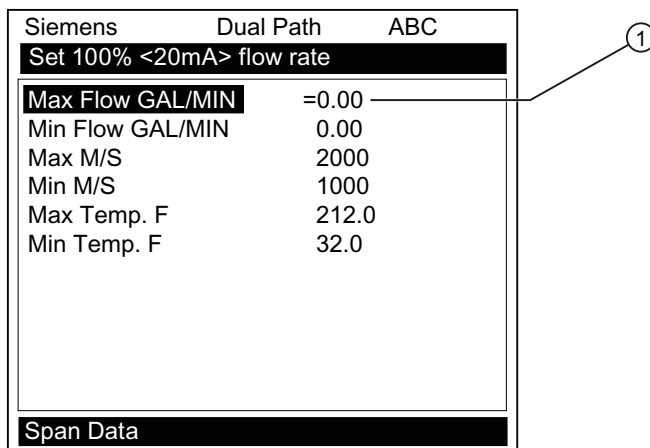 Siemens Dual Path ABC
Set 100% <20mA> flow rate
1
Max Flow GAL/MIN =0.00
Min Flow GAL/MIN 0.00
Max M/S 2000
Min M/S 1000
Max Temp. F 212.0
Min Temp. F 32.0
Span Data